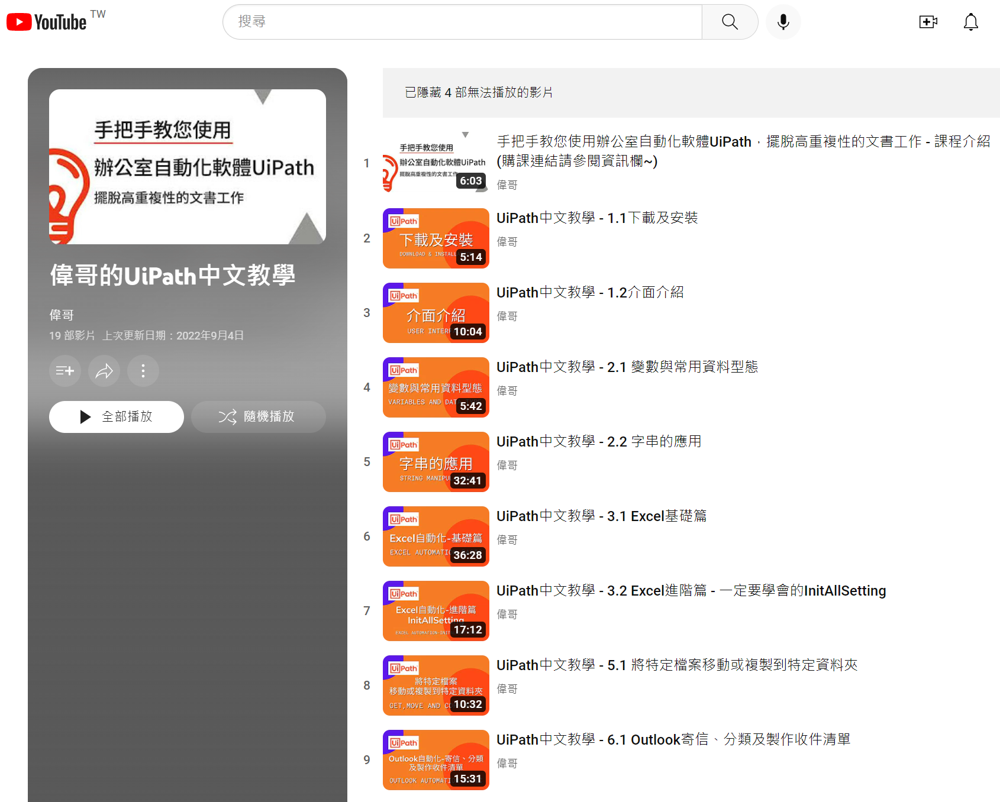 YouTube TW
搜尋
手把手教您使用
辦公室自動化軟體UiPath
擺脫高重複性的文書工作
偉哥的UiPath中文教學
偉哥
19 部影片 上次更新日期：2022年9月4日
全部播放
隨機播放
已隱藏 4 部無法播放的影片
1
手把手教您使用
辦公室自動化軟體UiPath
擺脫高重複性的文書工作
6:03
手把手教您使用辦公室自動化軟體UiPath，擺脫高重複性的文書工作 - 課程介紹
(購課連結請參閱資訊欄~)
偉哥
2
UiPath
下載及安裝
DOWNLOAD & INSTALL
5:14
UiPath中文教學 - 1.1下載及安裝
偉哥
3
UiPath
介面介紹
USER INTERF
10:04
UiPath中文教學 - 1.2介面介紹
偉哥
4
UiPath
變數與常用資料型態
VARIABLES AND DATA
5:42
UiPath中文教學 - 2.1 變數與常用資料型態
偉哥
5
UiPath
字串的應用
STRING MANIPU
32:41
UiPath中文教學 - 2.2 字串的應用
偉哥
6
UiPath
Excel自動化-基礎篇
EXCEL AUTOMATIO
36:28
UiPath中文教學 - 3.1 Excel基礎篇
偉哥
7
UiPath
Excel自動化-進階篇
InitAllSetting
EXCEL AUTOMATION-INIT
17:12
UiPath中文教學 - 3.2 Excel進階篇 - 一定要學會的InitAllSetting
偉哥
8
UiPath
將特定檔案
移動或複製到特定資料夾
GET,MOVE AND CO
10:32
UiPath中文教學 - 5.1 將特定檔案移動或複製到特定資料夾
偉哥
9
UiPath
Outlook自動化-寄信、分類
及製作收件清單
OUTLOOK AUTOMATI
15:31
UiPath中文教學 - 6.1 Outlook寄信、分類及製作收件清單
偉哥